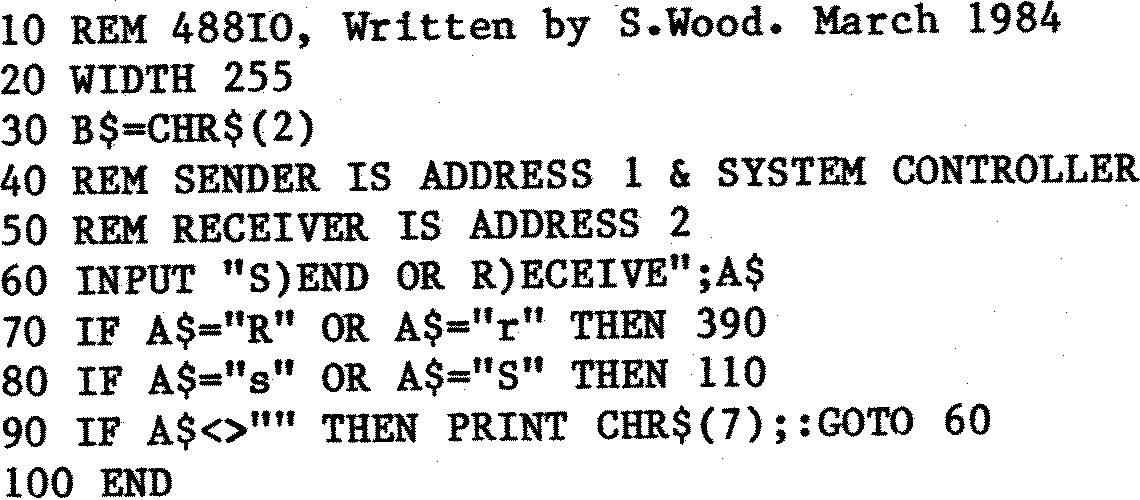 10 REM 488IO, Written by S.Wood. March 1984
20 WIDTH 255
30 B$=CHR$(2)
40 REM SENDER IS ADDRESS 1 & SYSTEM CONTROLLER
50 REM RECEIVER IS ADDRESS 2
60 INPUT "S)END OR R)ECEIVE";A$
70 IF A$="R" OR A$="r" THEN 390
80 IF A$="s" OR A$="S" THEN 110
90 IF A$<>"" THEN PRINT CHR$(7);:GOTO 60
100 END